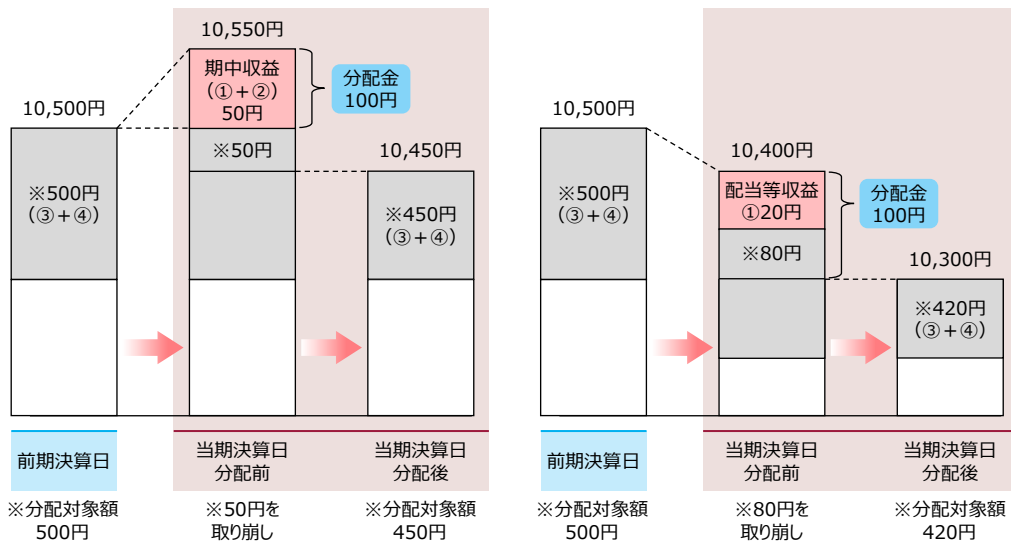 10,550円
期中収益
(①+②)
50円
分配金
100円
10,500円
※50円
10,450円
※500円
(③+④)
※450円
(③+④)
前期決算日
当期決算日
分配前
当期決算日
分配後
※分配対象額
500円
※50円を
取り崩し
※分配対象額
450円
10,500円
10,400円
配当等収益
①20円
分配金
100円
※500円
(③+④)
※80円
10,300円
※420円
(③+④)
前期決算日
当期決算日
分配前
当期決算日
分配後
※分配対象額
500円
※80円を
取り崩し
※分配対象額
420円